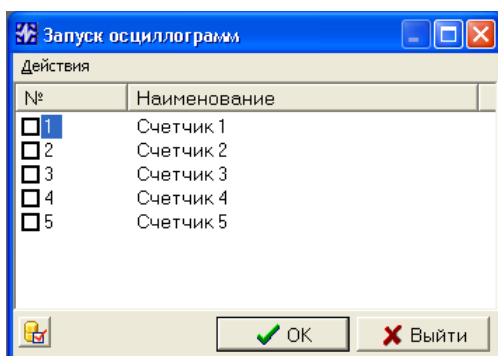 Запуск осциллограмм
Действия
№ Наименование
1 Счетчик 1
2 Счетчик 2
3 Счетчик 3
4 Счетчик 4
5 Счетчик 5
OK Выйти